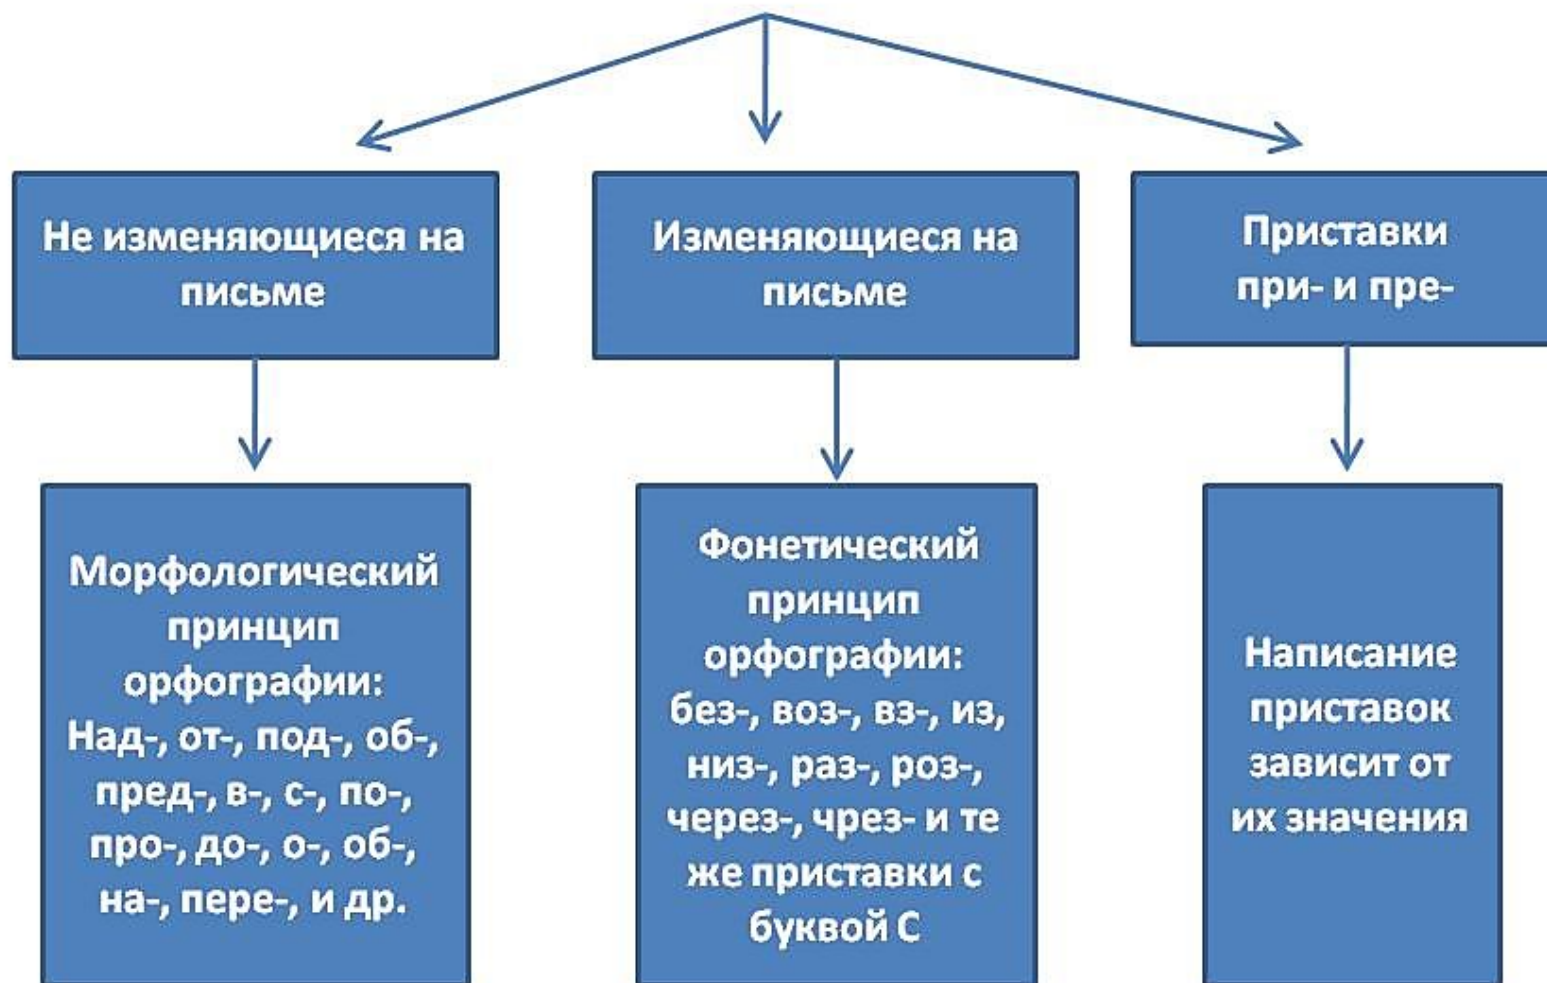 Не изменяющиеся на
письме
Изменяющиеся на
письме
Приставки
при- и пре-
Морфологический
принцип
орфографии:
Над-, от-, под-, об-,
пред-, в-, с-, по-,
про-, до-, о-, об-,
на-, пере-, и др.
Фонетический
принцип
орфографии:
без-, воз-, вз-, из,
низ-, раз-, роз-,
через-, чрез- и те
же приставки с
буквой С
Написание
приставок
зависит от
их значения